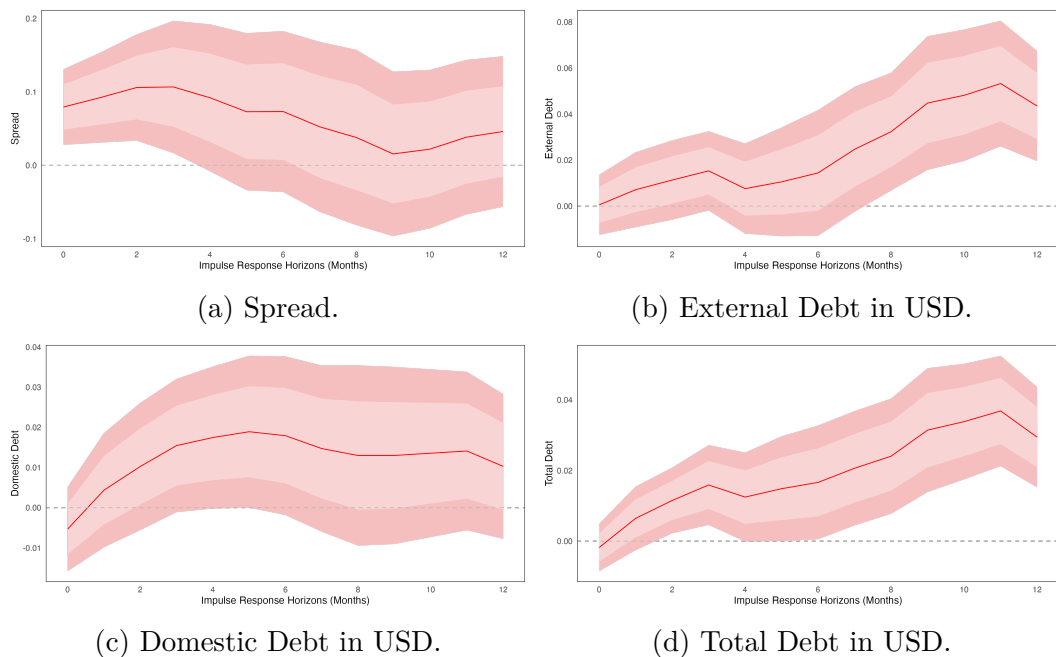 0.2
0.1
0.0
-0.1
Spread
0 2 4 6 8 10 12
Impulse Response Horizons (Months)
(a) Spread.
0.08
0.06
0.04
0.02
0.00
External Debt
0 2 4 6 8 10 12
Impulse Response Horizons (Months)
(b) External Debt in USD.
0.04
0.03
0.02
0.01
0.00
-0.01
Domestic Debt
0 2 4 6 8 10 12
Impulse Response Horizons (Months)
(c) Domestic Debt in USD.
0.04
0.02
0.00
Total Debt
0 2 4 6 8 10 12
Impulse Response Horizons (Months)
(d) Total Debt in USD.